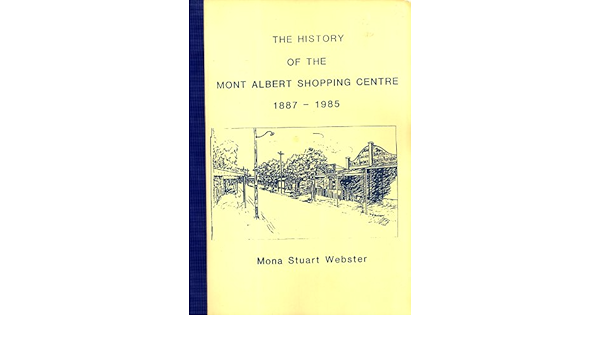 THE HISTORY
OF THE
MONT ALBERT SHOPPING CENTRE
1887 - 1985
Mona Stuart Webster